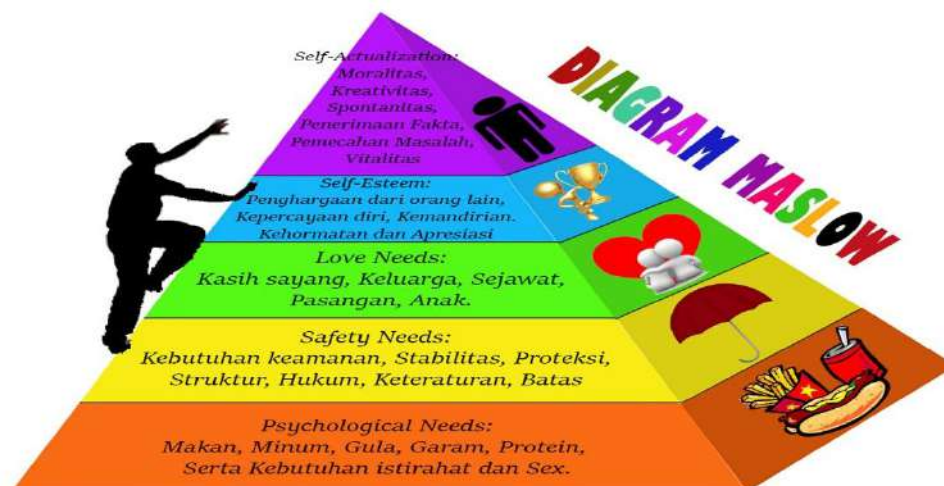 Self-Actualization:
Moralitas,
Kreativitas,
Spontanitas,
Penerimaan Fakta,
Pemecahan Masalah,
Vitalitas
DIAGRAM MASLOW
Self-Esteem:
Penghargaan dari orang lain,
Kepercayaan diri, Kemandirian.
Kehormatan dan Apresiasi
Love Needs:
Kasih sayang, Keluarga, Sejawat,
Pasangan, Anak.
Safety Needs:
Kebutuhan keamanan, Stabilitas, Proteksi,
Struktur, Hukum, Keteraturan, Batas
Psychological Needs:
Makan, Minum, Gula, Garam, Protein,
Serta Kebutuhan istirahat dan Sex.